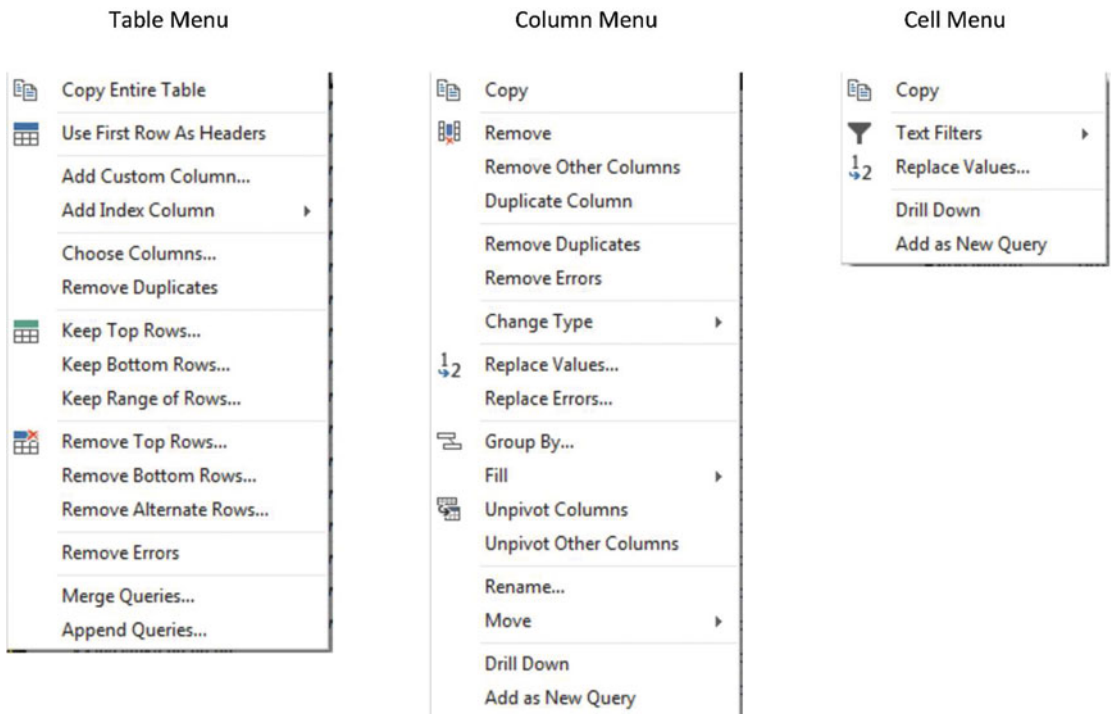 Table Menu
Copy Entire Table
Use First Row As Headers
Add Custom Column...
Add Index Column
Choose Columns...
Remove Duplicates
Keep Top Rows...
Keep Bottom Rows...
Keep Range of Rows...
Remove Top Rows...
Remove Bottom Rows...
Remove Alternate Rows...
Remove Errors
Merge Queries...
Append Queries...
Column Menu
Copy
Remove
Remove Other Columns
Duplicate Column
Remove Duplicates
Remove Errors
Change Type
1
2
Replace Values...
Replace Errors...
Group By...
Fill
Unpivot Columns
Unpivot Other Columns
Rename...
Move
Drill Down
Add as New Query
Cell Menu
Copy
Text Filters
1
2
Replace Values...
Drill Down
Add as New Query